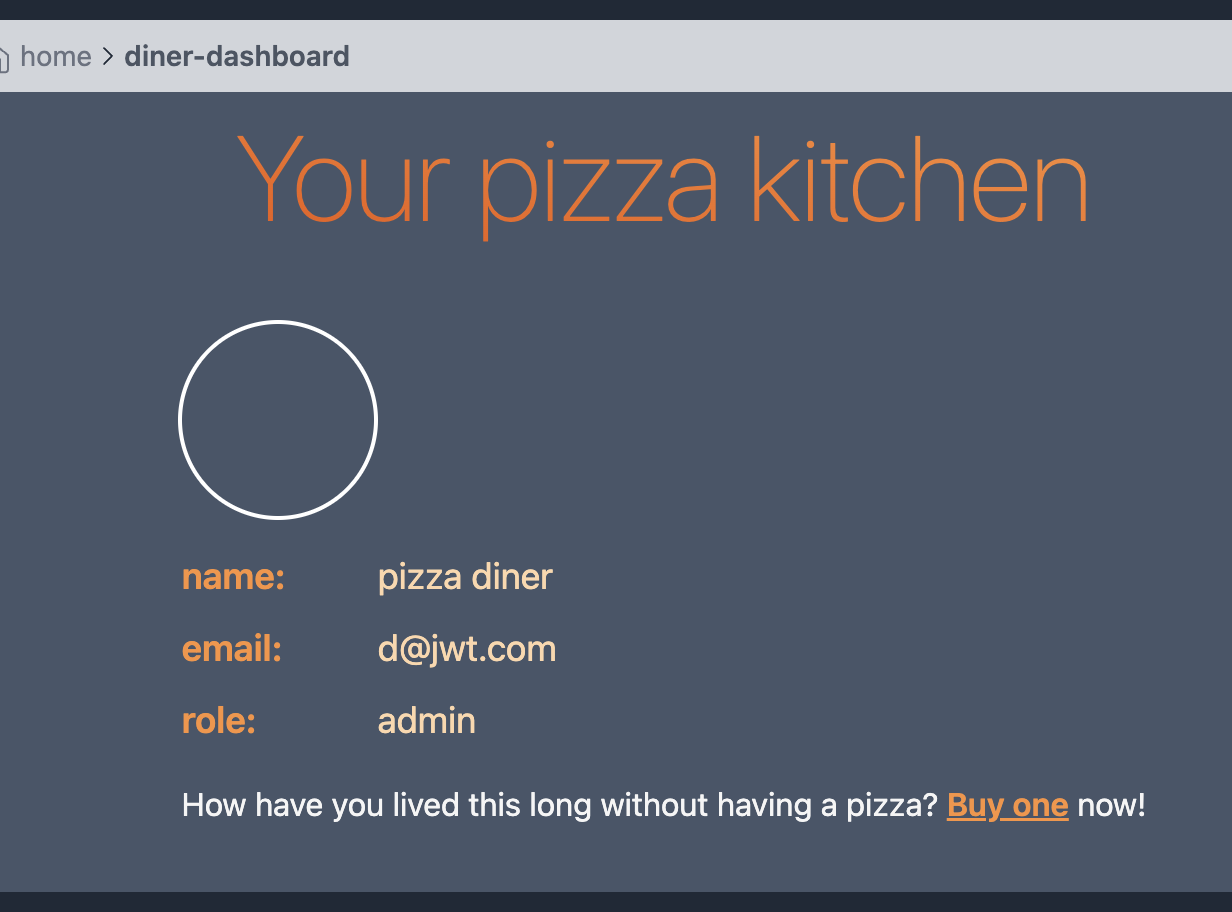 home > diner-dashboard
Your pizza kitchen
name: pizza diner
email: d@jwt.com
role: admin
How have you lived this long without having a pizza? Buy one now!